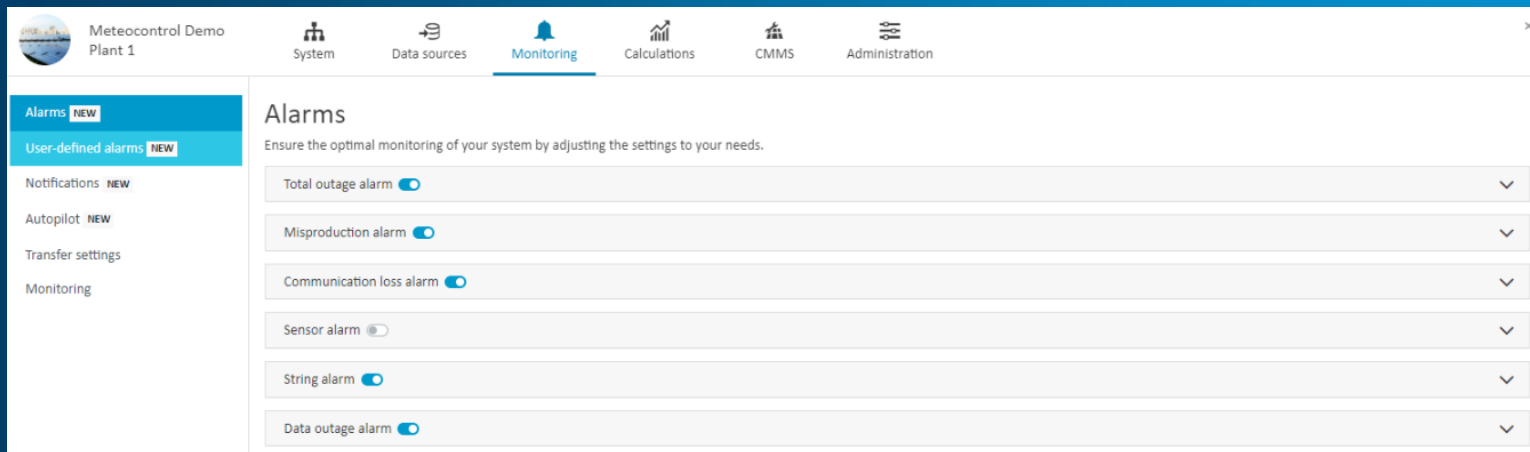 Meteocontrol Demo
Plant 1
System
Data sources
Monitoring
Calculations
CMMS
Administration
Alarms NEW
User-defined alarms NEW
Notifications NEW
Autopilot NEW
Transfer settings
Monitoring
Alarms
Ensure the optimal monitoring of your system by adjusting the settings to your needs.
Total outage alarm
Misproduction alarm
Communication loss alarm
Sensor alarm
String alarm
Data outage alarm